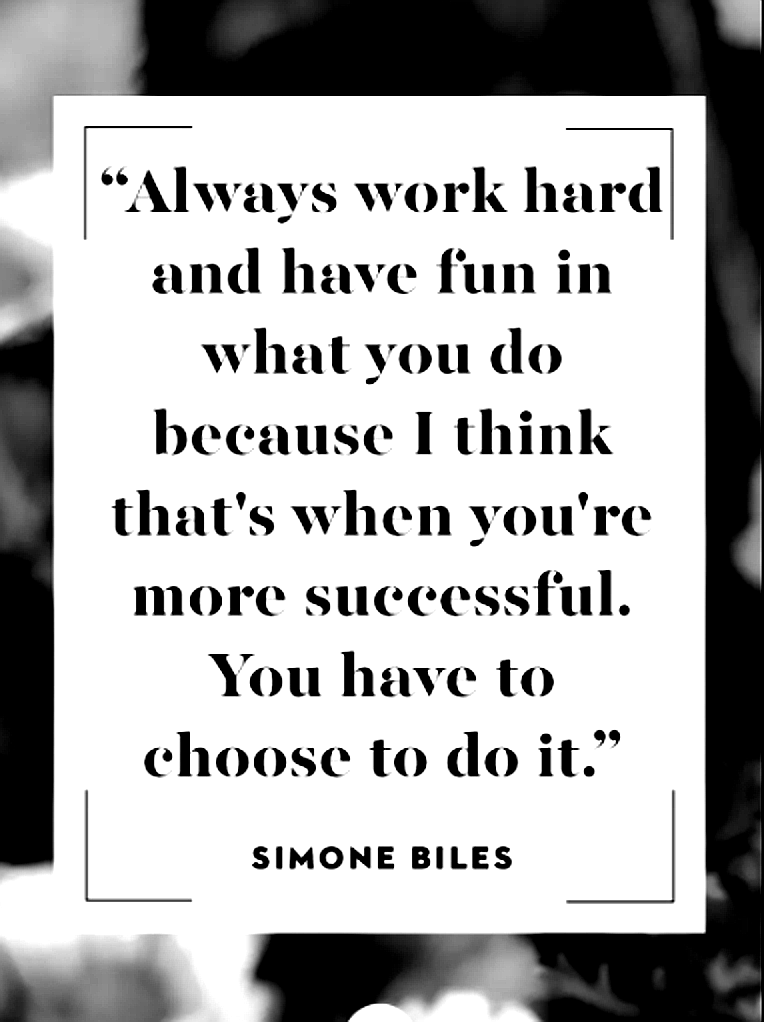 “Always work hard
and have fun in
what you do
because I think
that's when you're
more successful.
You have to
choose to do it.”
SIMONE BILES